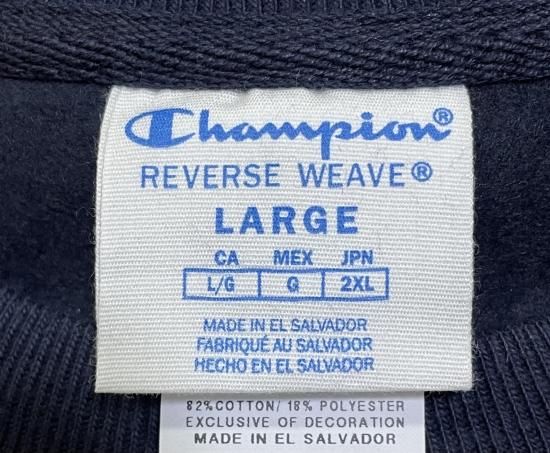 Champion®
REVERSE WEAVE®
LARGE
CA MEX JPN
L/G G 2XL
MADE IN EL SALVADOR
FABRIQUÉ AU SALVADOR
HECHO EN EL SALVADOR
82%COTTON/ 18% POLYESTER
EXCLUSIVE OF DECORATION
MADE IN EL SALVADOR